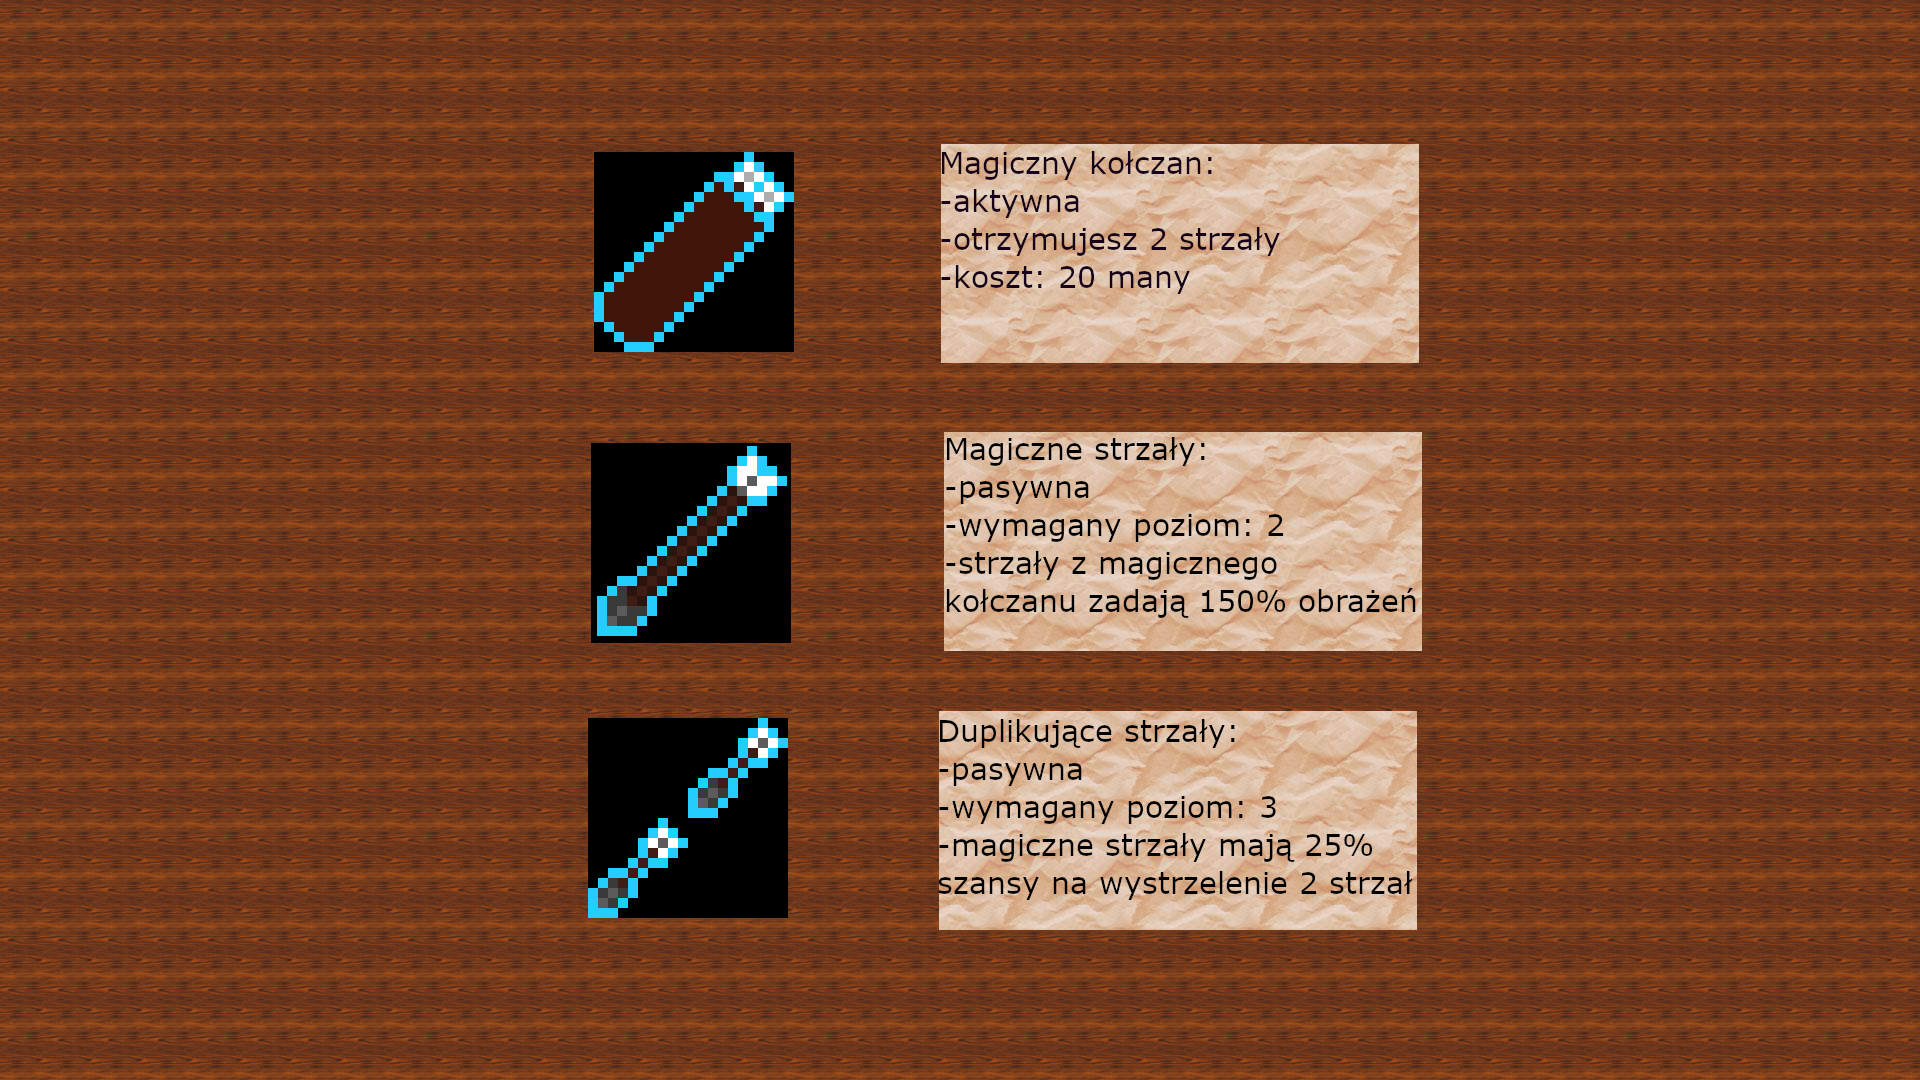 Magiczny kołczan:
-aktywna
-otrzymujesz 2 strzały
-koszt: 20 many
Magiczne strzały:
-pasywna
-wymagany poziom: 2
-strzały z magicznego
kołczanu zadają 150% obrażeń
Duplikujące strzały:
-pasywna
-wymagany poziom: 3
-magiczne strzały mają 25%
szansy na wystrzelenie 2 strzał